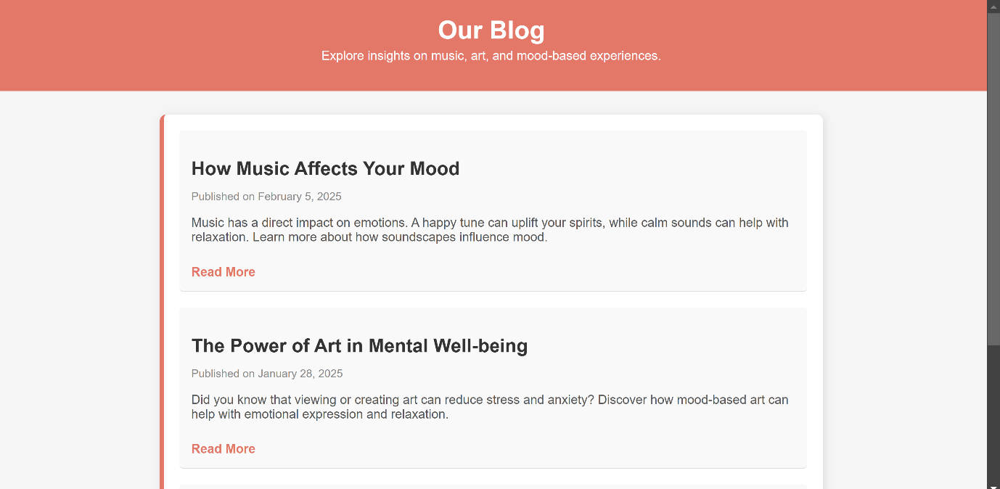 Our Blog
Explore insights on music, art, and mood-based experiences.
How Music Affects Your Mood
Published on February 5, 2025
Music has a direct impact on emotions. A happy tune can uplift your spirits, while calm sounds can help with
relaxation. Learn more about how soundscapes influence mood.
Read More
The Power of Art in Mental Well-being
Published on January 28, 2025
Did you know that viewing or creating art can reduce stress and anxiety? Discover how mood-based art can
help with emotional expression and relaxation.
Read More